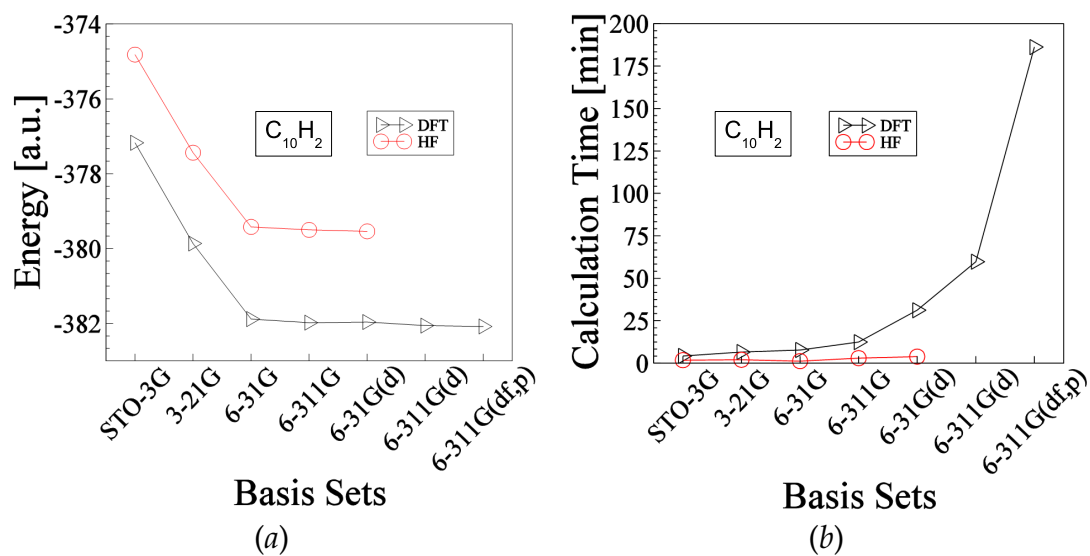 -374
-376
-378
-380
-382
Energy [a.u.]
C10H2
DFT
HF
STO-3G
3-21G
6-31G
6-311G
6-31G(d)
6-311G(d)
6-311G(df,p)
Basis Sets
(a)
200
175
150
125
100
75
50
25
0
Calculation Time [min]
C10H2
DFT
HF
STO-3G
3-21G
6-31G
6-311G
6-31G(d)
6-311G(d)
6-311G(df,p)
Basis Sets
(b)